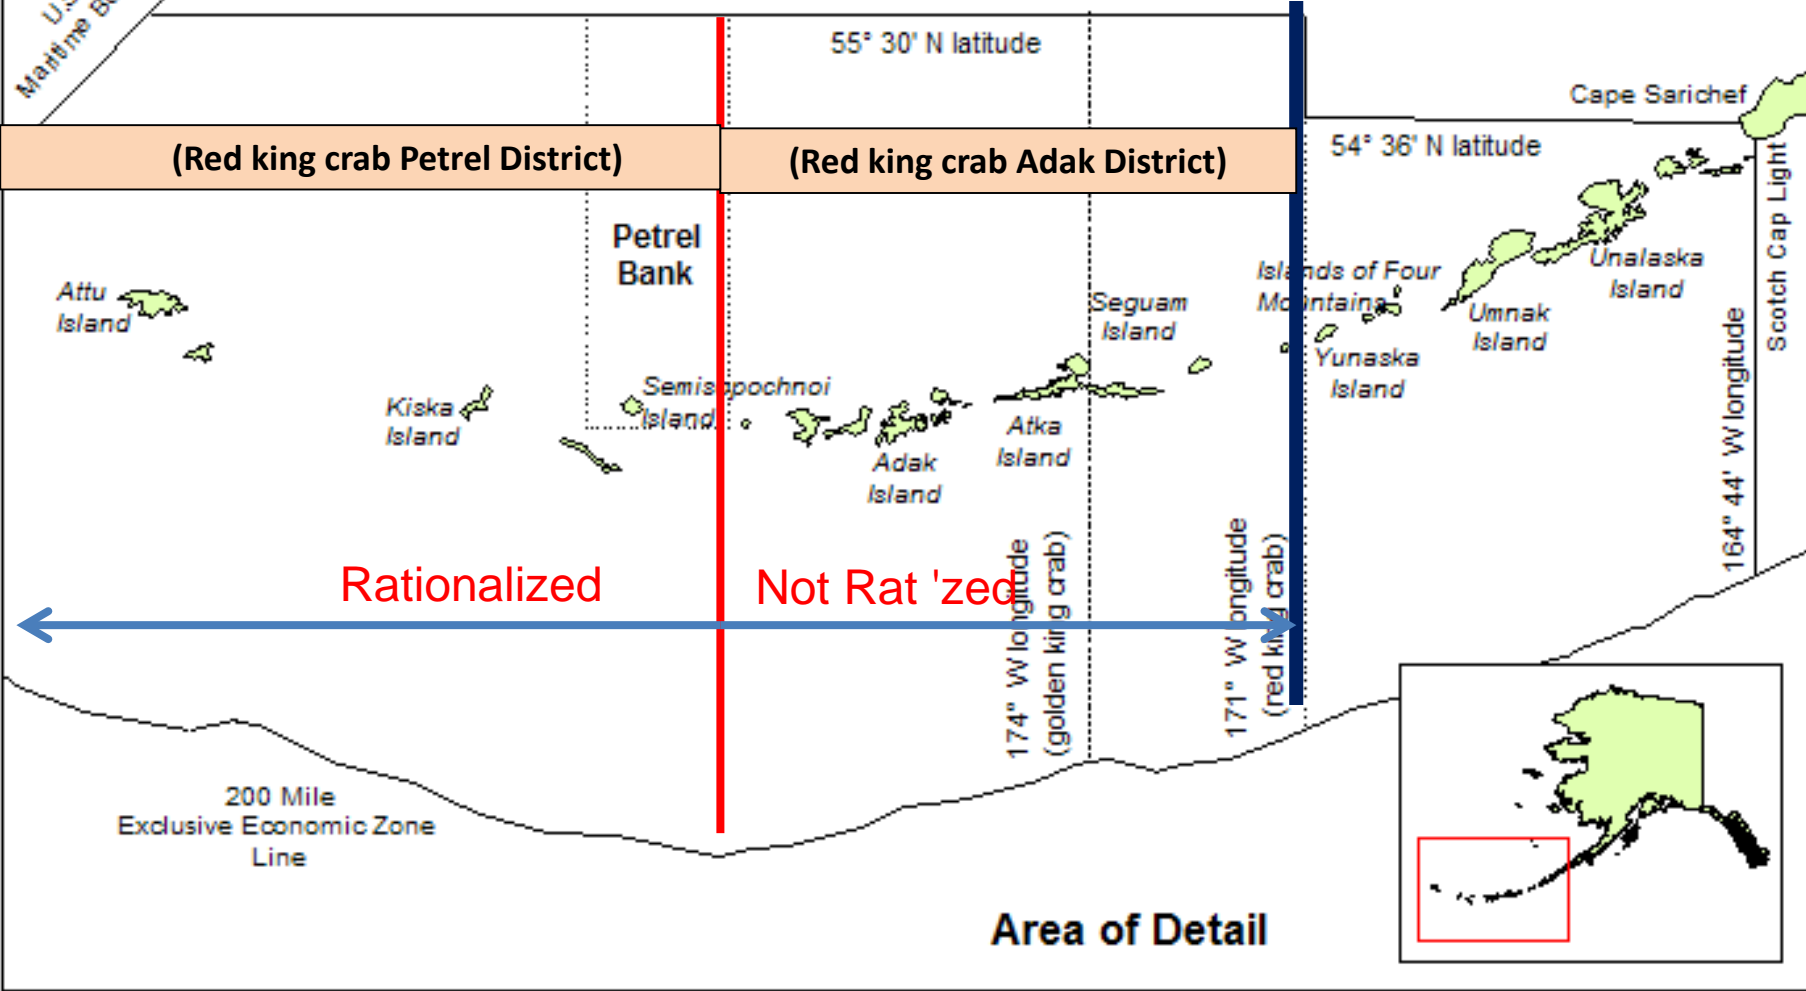 U.S.
Maritime Bo
55° 30' N latitude
Cape Sarichef
54° 36' N latitude
(Red king crab Petrel District)
(Red king crab Adak District)
Scotch Cap Light
Petrel
Bank
Attu
Island
Islands of Four
Mountains
Unalaska
Island
Seguam
Island
Umnak
Island
Yunaska
Island
Semisopochnoi
Island
Kiska
Island
Atka
Island
Adak
Island
164° 44' W longitude
Rationalized
Not Rat 'zed
174° W longitude
(golden king crab)
171° W longitude
(red king crab)
200 Mile
Exclusive Economic Zone
Line
Area of Detail